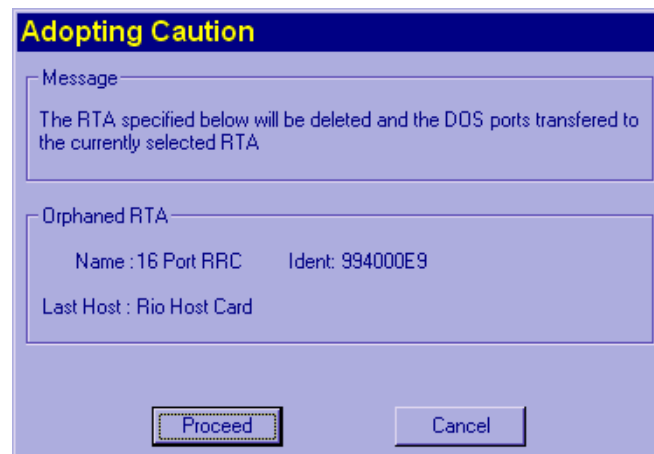 Adopting Caution
Message
The RTA specified below will be deleted and the DOS ports transfered to
the currently selected RTA
Orphaned RTA
Name : 16 Port RRC Ident: 994000E9
Last Host : Rio Host Card
Proceed Cancel